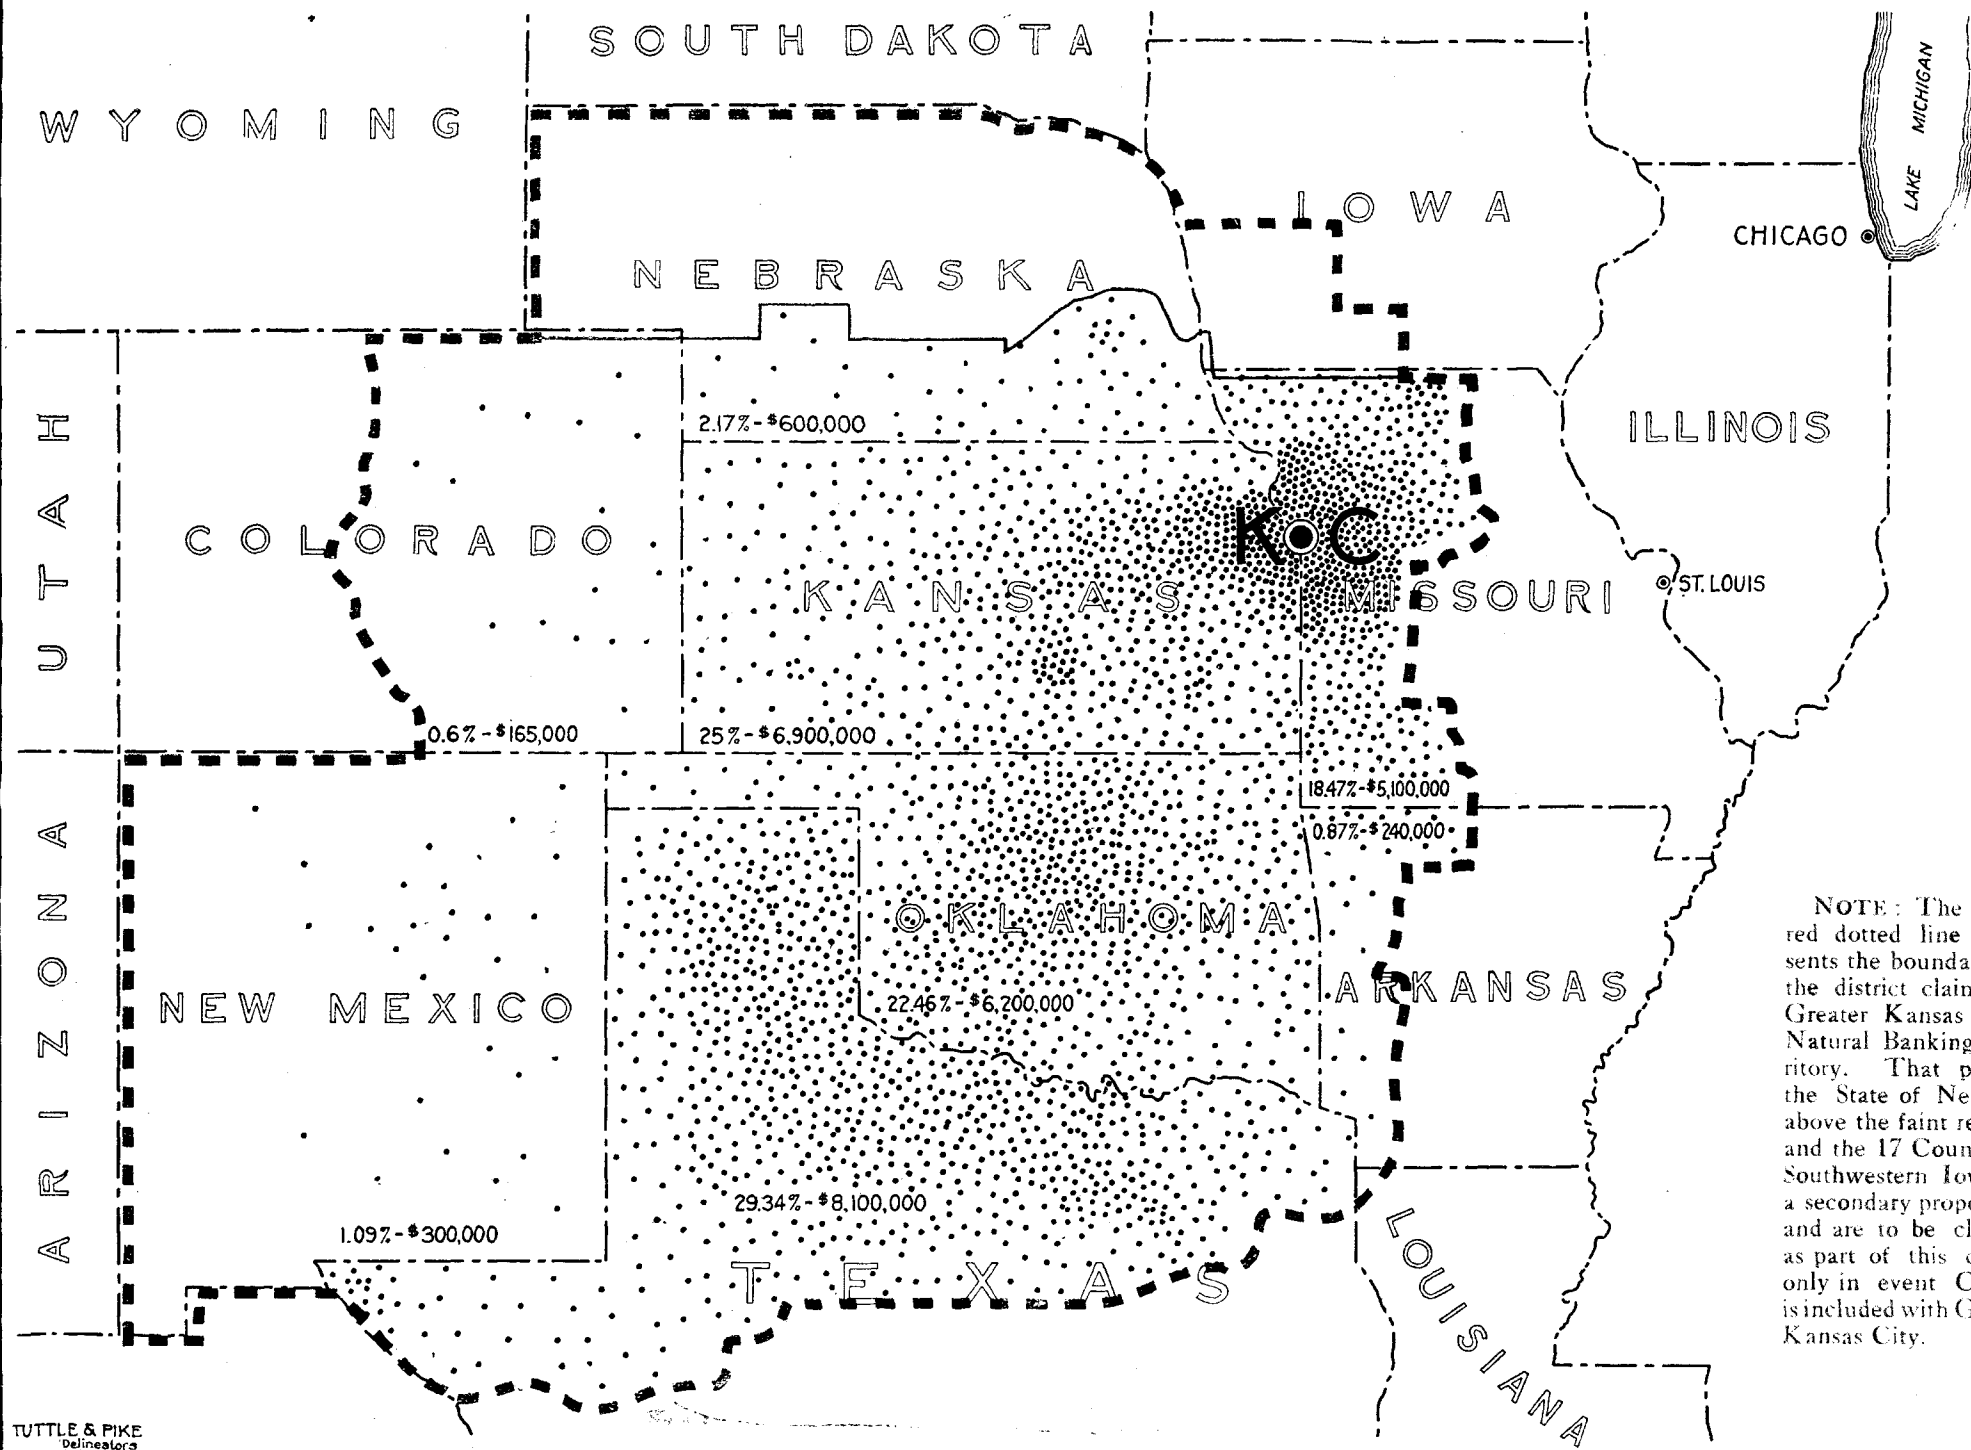 SOUTH DAKOTA
WYOMING
LAKE MICHIGAN
IOWA
CHICAGO
NEBRASKA
UTAH
2.17%-$600,000
ILLINOIS
COLORADO
K C
KANSAS
MISSOURI
ST. LOUIS
0.6%-$165,000
25%-$6,900,000
18.47%-$5,100,000
0.87%-$240,000
ARIZONA
OKLAHOMA
NEW MEXICO
22.46%-$6,200,000
ARKANSAS
29.34%-$8,100,000
1.09%-$300,000
TEXAS
LOUISIANA
NOTE: The
red dotted line
sents the bounda
the district claim
Greater Kansas
Natural Banking
ritory. That p
the State of Ne
above the faint re
and the 17 Coun
Southwestern Iow
a secondary prop
and are to be cl
as part of this
only in event C
is included with G
Kansas City.
TUTTLE & PIKE
Delineators